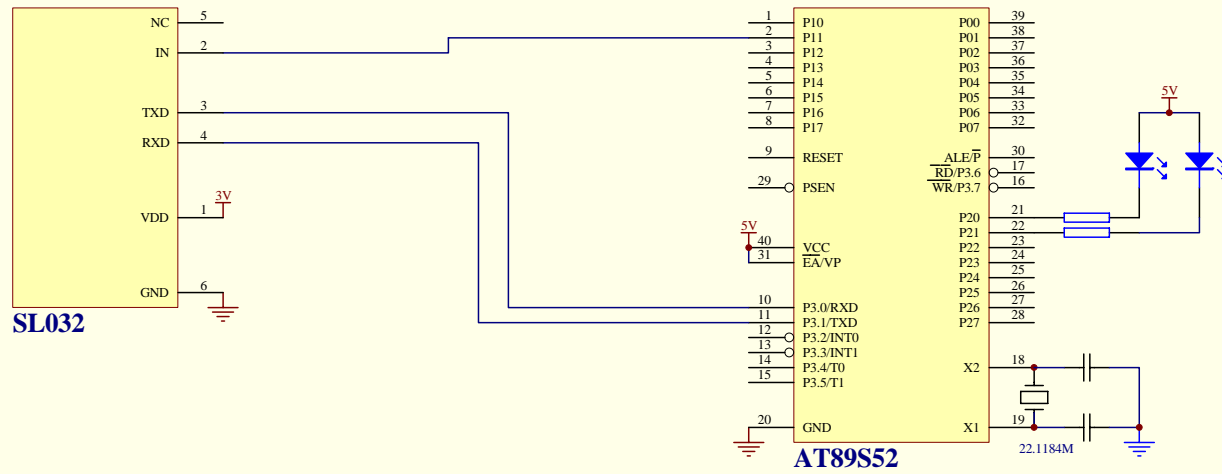 NC 5
IN 2
TXD 3
RXD 4
3V
VDD 1
GND 6
SL032
1 P10 P00 39
2 P11 P01 38
3 P12 P02 37
4 P13 P03 36
5 P14 P04 35
6 P15 P05 34
7 P16 P06 33
8 P17 P07 32
5V
9 RESET ALE/P 30
RD/P3.6 17
29 PSEN WR/P3.7 16
P20 21
5V
P21 22
40 VCC P22 23
31 EA/VP P23 24
P24 25
P25 26
10 P3.0/RXD P26 27
11 P3.1/TXD P27 28
12 P3.2/INT0
13 P3.3/INT1
14 P3.4/T0 X2 18
15 P3.5/T1
20 GND X1 19
22.1184M
AT89S52